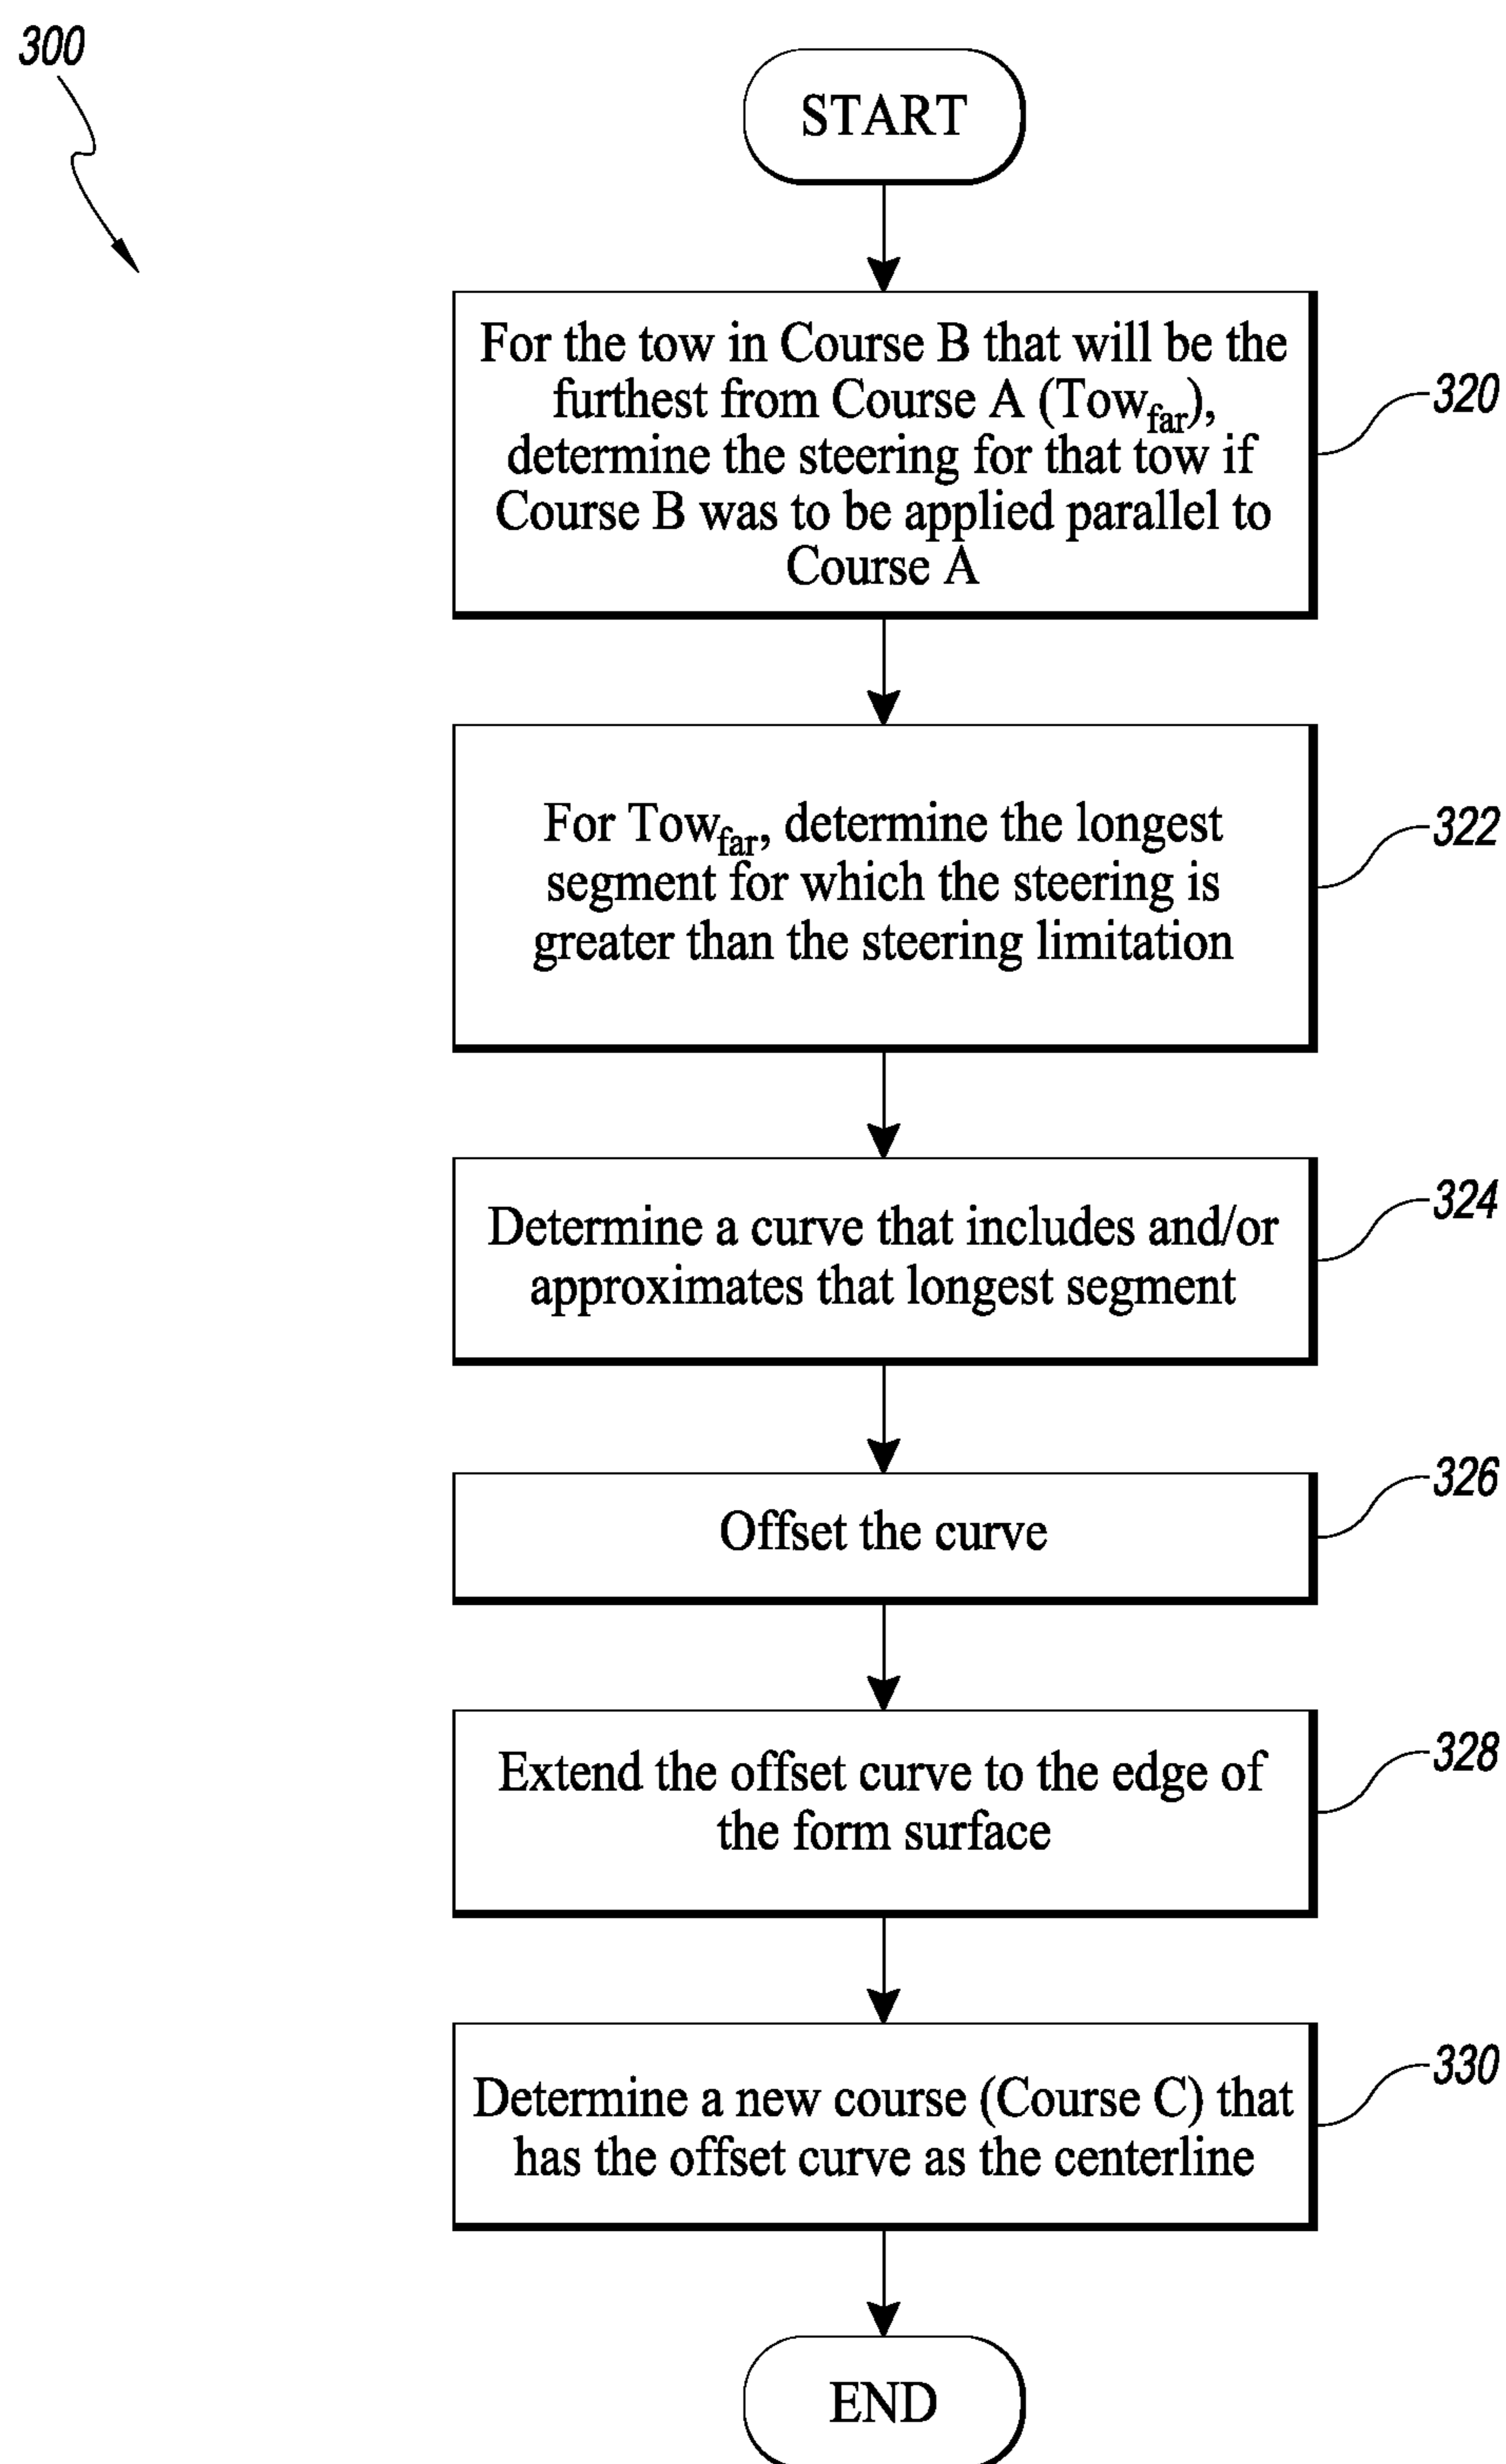 300
START
For the tow in Course B that will be the
furthest from Course A (Towfar),
determine the steering for that tow if
Course B was to be applied parallel to
Course A
320
For Towfar, determine the longest
segment for which the steering is
greater than the steering limitation
322
Determine a curve that includes and/or
approximates that longest segment
324
Offset the curve
326
Extend the offset curve to the edge of
the form surface
328
Determine a new course (Course C) that
has the offset curve as the centerline
330
END